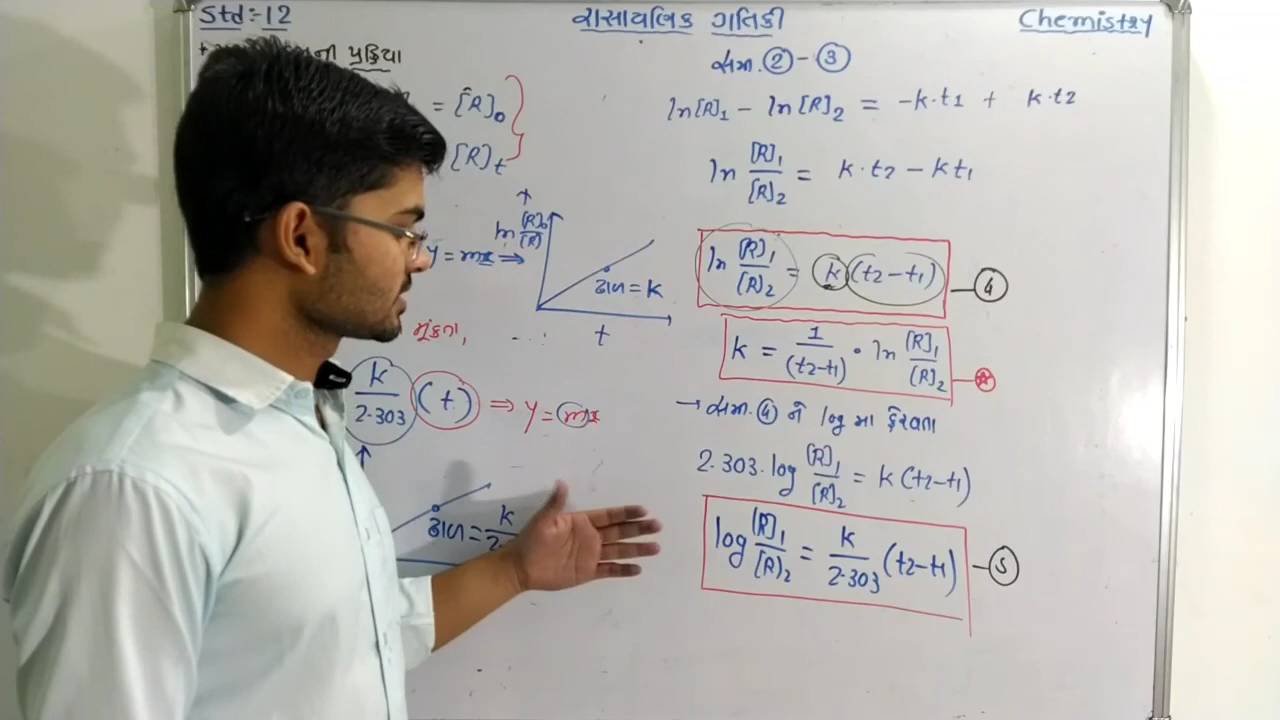 Std:-12
રાસાયણિક ગતિકી
Chemistry
ની પ્રક્રિયા
= [R]₀
[R]t
ln [R]₀/[R]
y = mx ⇒
ઢાળ = k
t
મૂકતા,
k/2.303 (t) ⇒ y = mx
ઢાળ = k/2.
સમી. ② - ③
ln[R]₁ - ln[R]₂ = -k·t₁ + k·t₂
ln [R]₁/[R]₂ = k·t₂ - kt₁
ln [R]₁/[R]₂ = k(t₂-t₁) - ④
k = 1/(t₂-t₁) · ln [R]₁/[R]₂
→ સમી. ④ ને log મા ફેરવતા
2.303·log [R]₁/[R]₂ = k(t₂-t₁)
log [R]₁/[R]₂ = k/2.303 (t₂-t₁) - ⑤